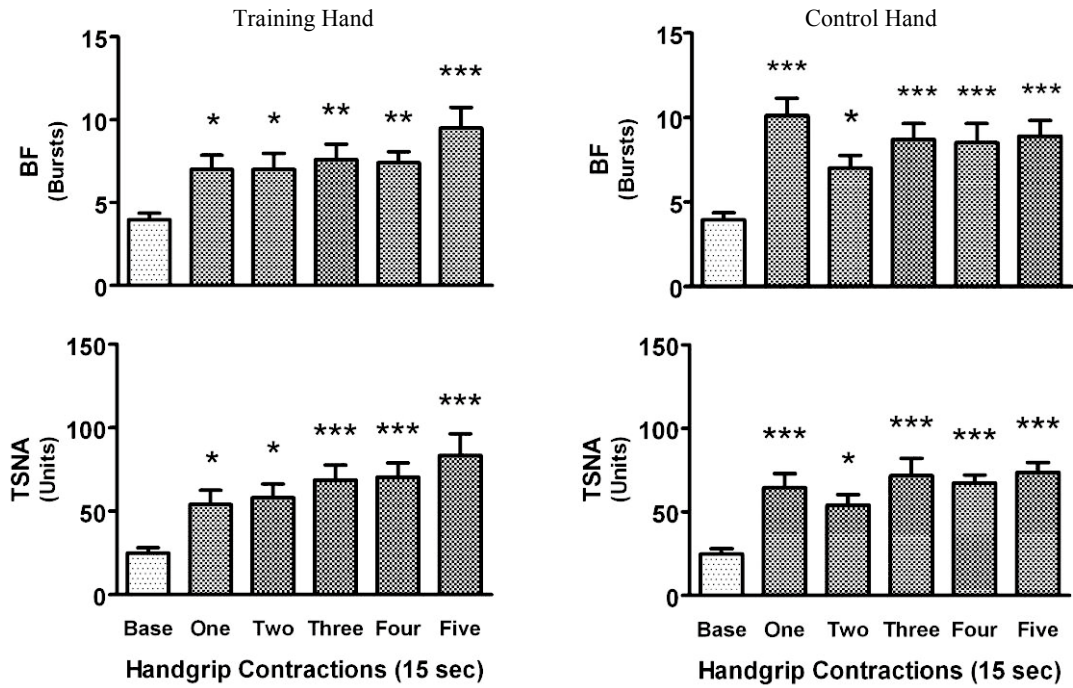 Training Hand
15
10
5
0
BF
(Bursts)
*
*
**
**
***
Control Hand
15
10
5
0
BF
(Bursts)
***
*
***
***
***
150
100
50
0
TSNA
(Units)
*
*
***
***
***
Base One Two Three Four Five
Handgrip Contractions (15 sec)
150
100
50
0
TSNA
(Units)
***
*
***
***
***
Base One Two Three Four Five
Handgrip Contractions (15 sec)